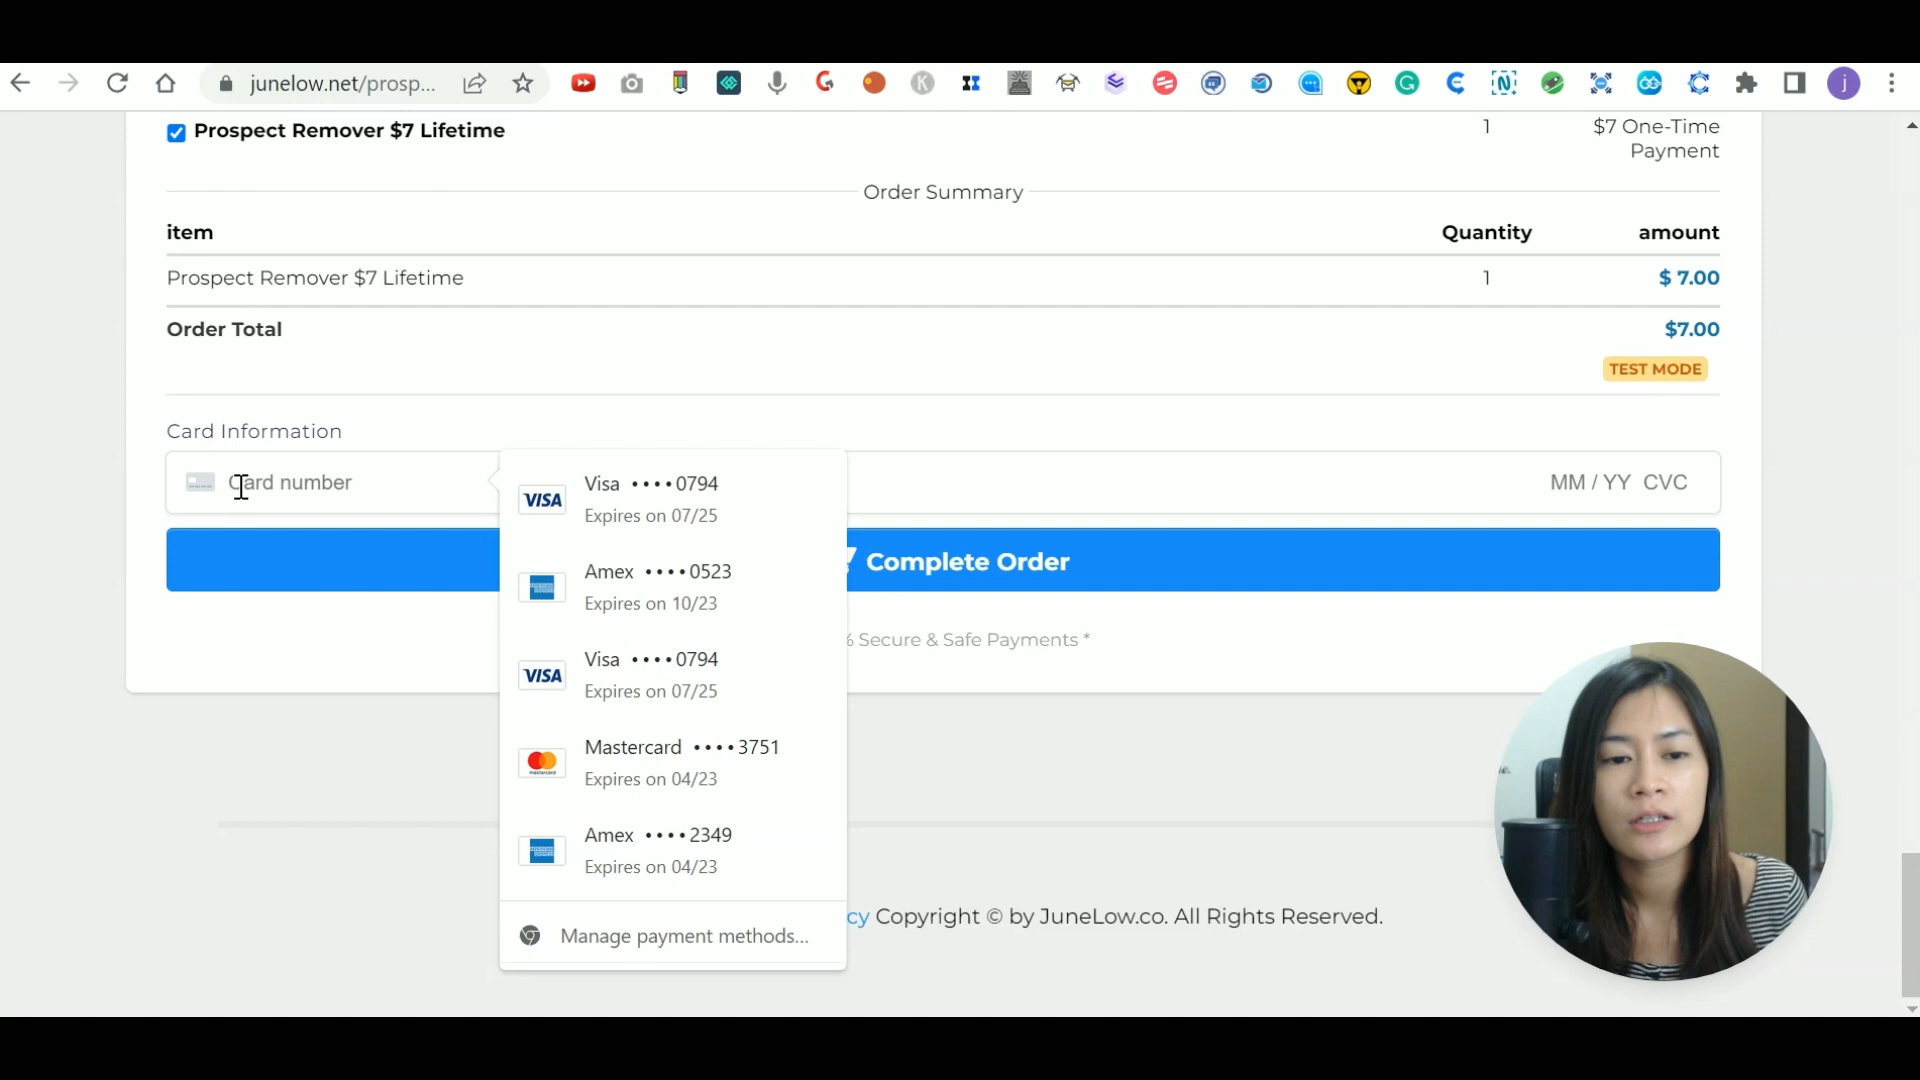 junelow.net/prosp...
j
Prospect Remover $7 Lifetime
1
$7 One-Time
Payment
Order Summary
item
Quantity
amount
Prospect Remover $7 Lifetime
1
$ 7.00
Order Total
$7.00
TEST MODE
Card Information
Card number
MM / YY CVC
VISA
Visa ••••0794
Expires on 07/25
Amex ••••0523
Expires on 10/23
VISA
Visa ••••0794
Expires on 07/25
Mastercard ••••3751
Expires on 04/23
Amex ••••2349
Expires on 04/23
Manage payment methods...
Complete Order
% Secure & Safe Payments *
cy Copyright © by JuneLow.co. All Rights Reserved.